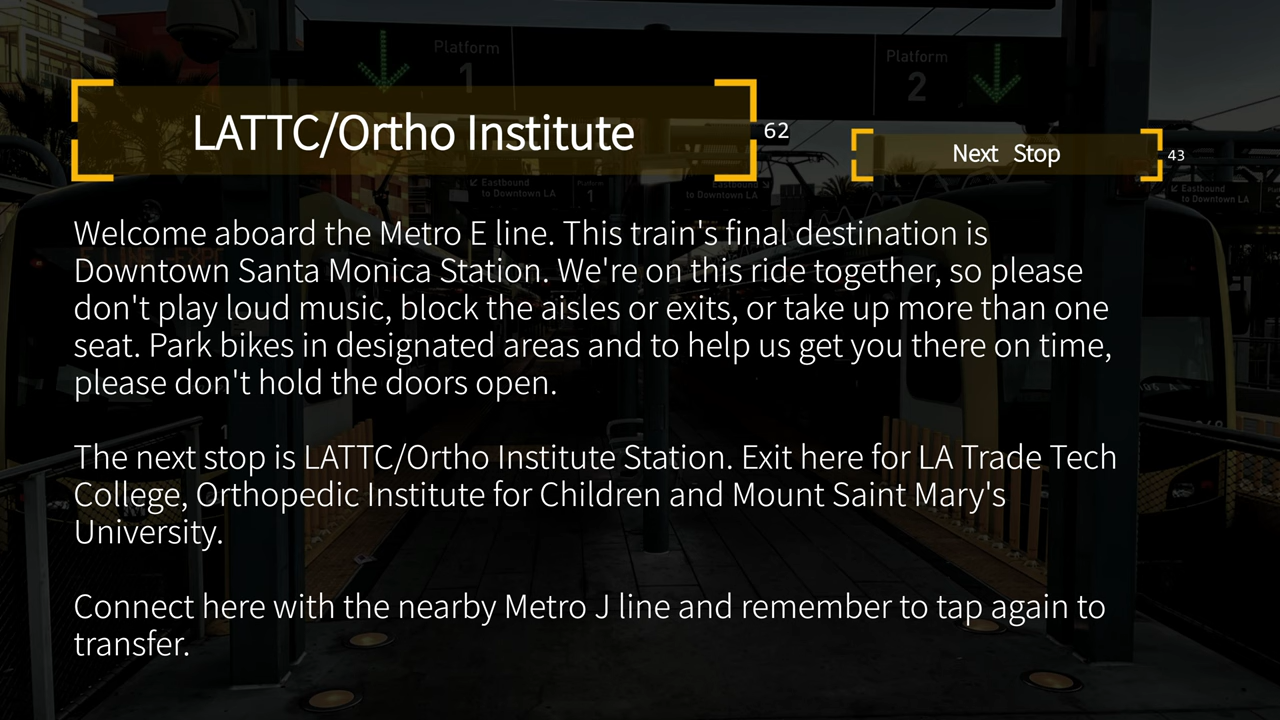 Platform
1
Platform
2
LATTC/Ortho Institute
62
Next Stop
43
Eastbound
to Downtown LA
Platform
1
Eastbound
to Downtown LA
Eastbound
to Downtown LA
Welcome aboard the Metro E line. This train's final destination is
Downtown Santa Monica Station. We're on this ride together, so please
don't play loud music, block the aisles or exits, or take up more than one
seat. Park bikes in designated areas and to help us get you there on time,
please don't hold the doors open.
The next stop is LATTC/Ortho Institute Station. Exit here for LA Trade Tech
College, Orthopedic Institute for Children and Mount Saint Mary's
University.
Connect here with the nearby Metro J line and remember to tap again to
transfer.